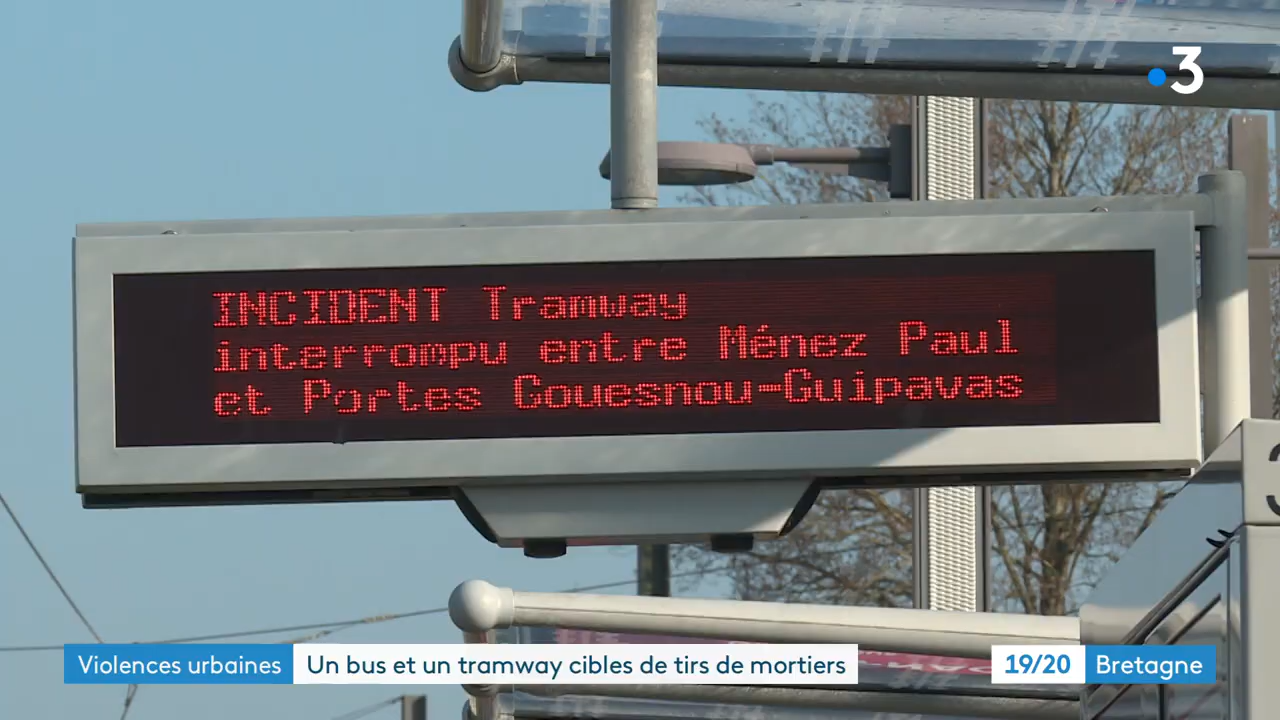 3
INCIDENT Tramway
interrompu entre Ménez Paul
et Portes Gouesnou-Guipavas
Violences urbaines
Un bus et un tramway cibles de tirs de mortiers
19/20 Bretagne